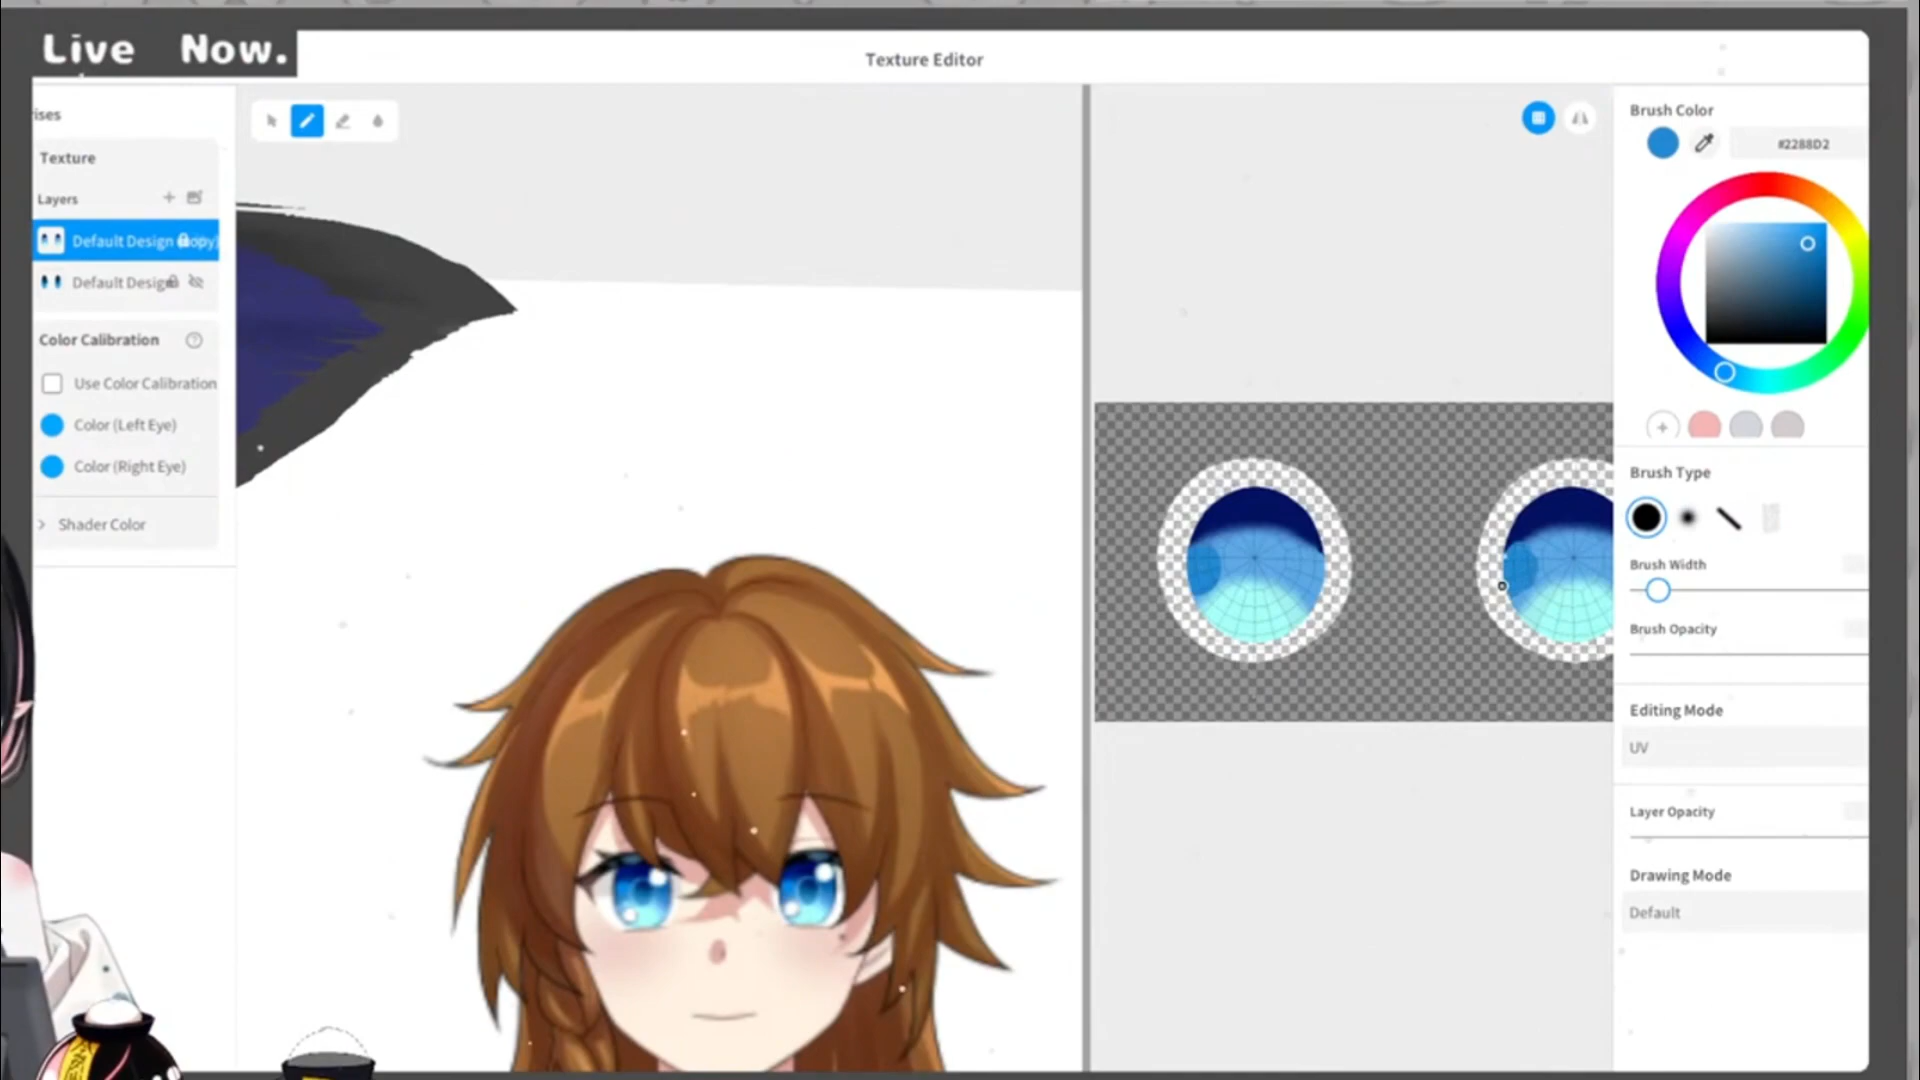 Live Now.
Texture Editor
ises
Texture
Layers
Default Design
Default Design
Color Calibration
Use Color Calibration
Color (Left Eye)
Color (Right Eye)
Shader Color
Brush Color
#2288D2
Brush Type
Brush Width
Brush Opacity
Editing Mode
UV
Layer Opacity
Drawing Mode
Default